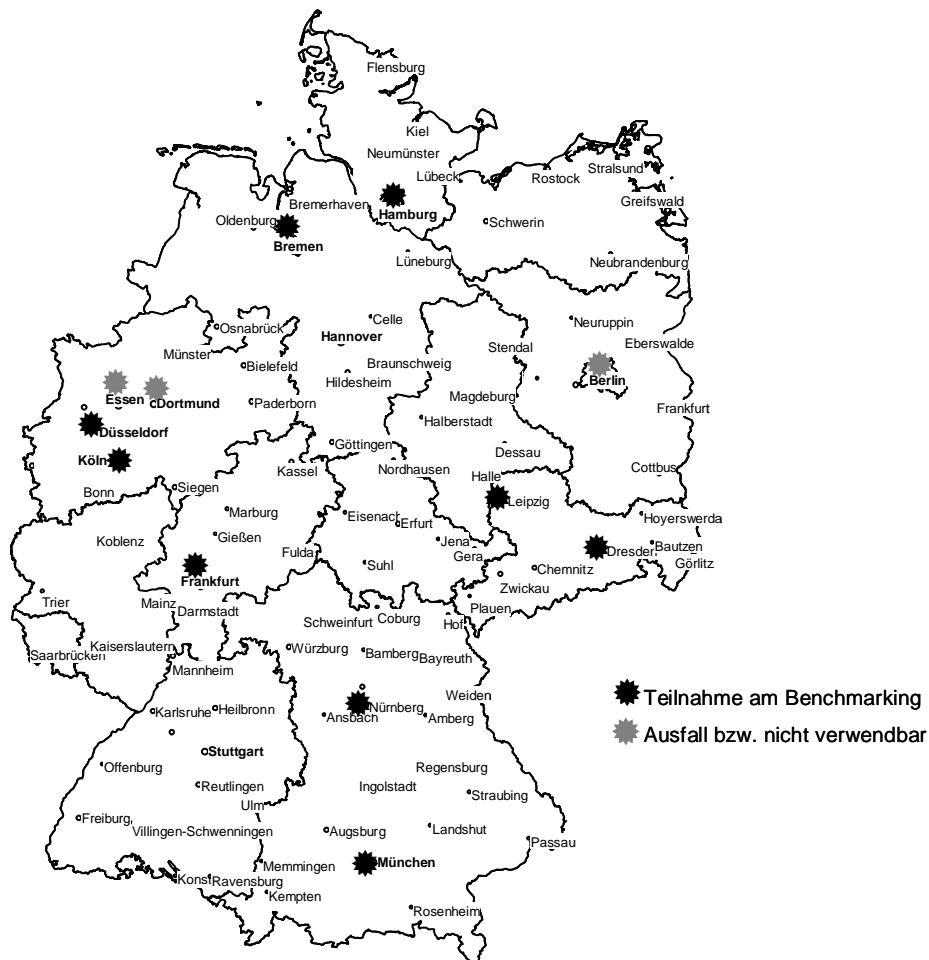 Flensburg
Kiel
Neumünster
Lübeck
Rostock
Stralsund
Greifswald
Bremerhaven
Hamburg
Oldenburg
Schwerin
Bremen
Lüneburg
Neubrandenburg
Celle
Neuruppin
Osnabrück
Hannover
Eberswalde
Stendal
Münster
Braunschweig
Bielefeld
Hildesheim
Berlin
Essen
Dortmund
Paderborn
Magdeburg
Frankfurt
Halberstadt
Düsseldorf
Göttingen
Dessau
Köln
Kassel
Nordhausen
Cottbus
Halle
Bonn
Siegen
Leipzig
Marburg
Eisenach
Erfurt
Hoyerswerda
Koblenz
Gießen
Jena
Fulda
Gera
Dresden
Bautzen
Görlitz
Suhl
Chemnitz
Frankfurt
Zwickau
Trier
Mainz
Darmstadt
Plauen
Schweinfurt
Coburg
Hof
Saarbrücken
Kaiserslautern
Würzburg
Bamberg
Bayreuth
Mannheim
Weiden
Teilnahme am Benchmarking
Karlsruhe
Heilbronn
Nürnberg
Ansbach
Amberg
Ausfall bzw. nicht verwendbar
Stuttgart
Offenburg
Regensburg
Reutlingen
Ingolstadt
Straubing
Ulm
Freiburg
Villingen-Schwenningen
Augsburg
Landshut
Passau
Memmingen
München
Kons
Ravensburg
Kempten
Rosenheim